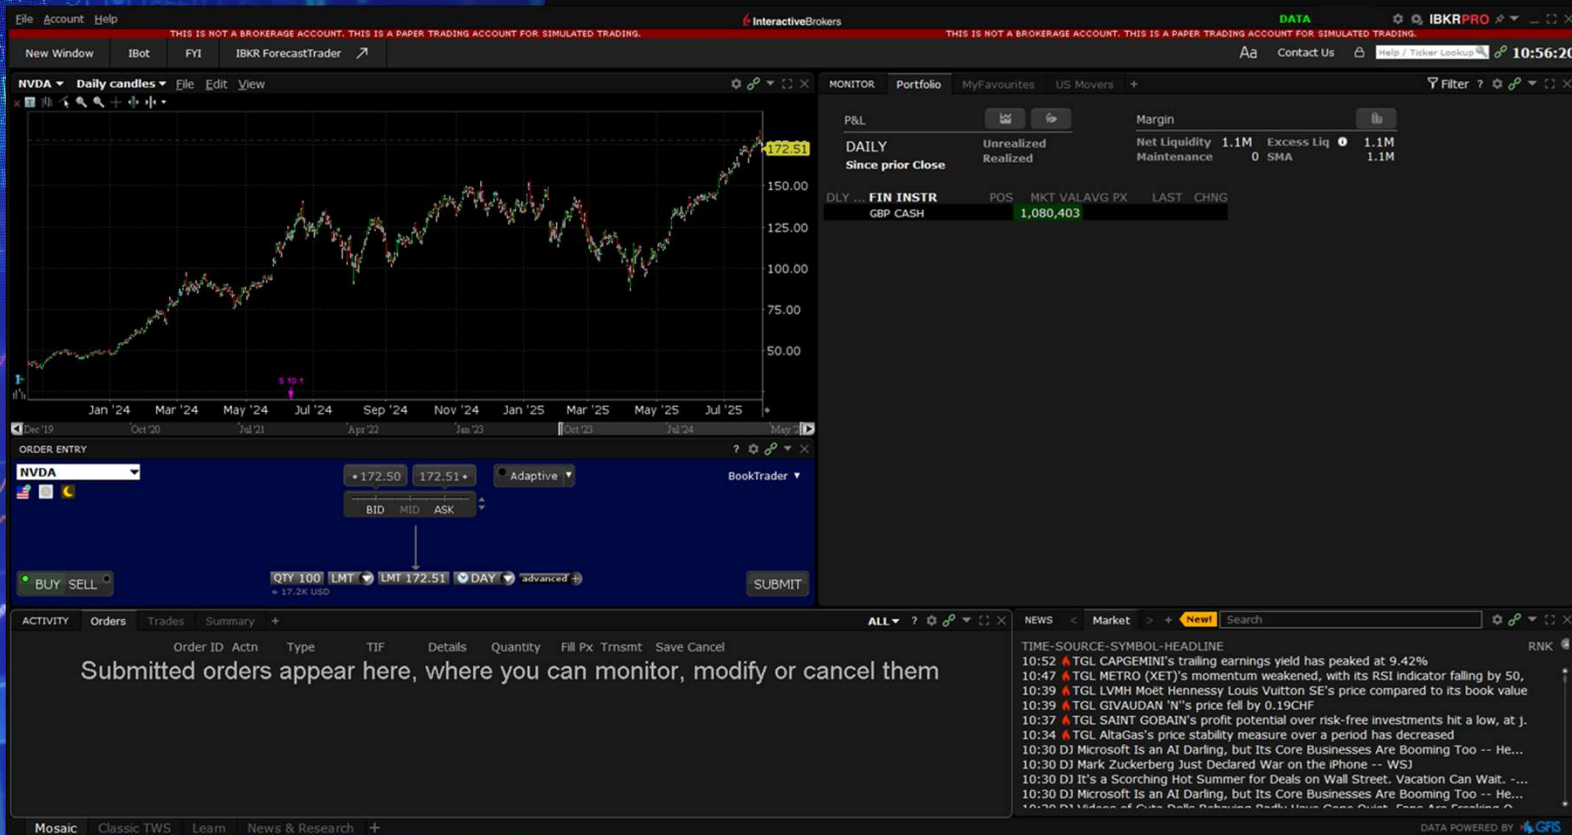 File Account Help
InteractiveBrokers
DATA
IBKRPRO
THIS IS NOT A BROKERAGE ACCOUNT. THIS IS A PAPER TRADING ACCOUNT FOR SIMULATED TRADING.
THIS IS NOT A BROKERAGE ACCOUNT. THIS IS A PAPER TRADING ACCOUNT FOR SIMULATED TRADING.
New Window IBot FYI IBKR ForecastTrader
Aa Contact Us Help / Ticker Lookup 10:56:20
NVDA Daily candles File Edit View
172.51
150.00
125.00
100.00
75.00
50.00
S 10:1
Jan '24 Mar '24 May '24 Jul '24 Sep '24 Nov '24 Jan '25 Mar '25 May '25 Jul '25
Dec '19 Oct '20 Jul '21 Apr '22 Jan '23 Oct '23 Jul '24
MONITOR Portfolio MyFavourites US Movers +
Filter ?
P&L
DAILY Unrealized
Since prior Close Realized
Margin
Net Liquidity 1.1M Excess Liq 1.1M
Maintenance 0 SMA 1.1M
DLY ... FIN INSTR POS MKT VAL AVG PX LAST CHNG
GBP CASH 1,080,403
ORDER ENTRY ?
NVDA
172.50 172.51 Adaptive BookTrader
BID MID ASK
BUY SELL
QTY 100 LMT LMT 172.51 DAY advanced +
≈ 17.2K USD
SUBMIT
ACTIVITY Orders Trades Summary +
ALL ?
Order ID Actn Type TIF Details Quantity Fill Px Trnsmt Save Cancel
Submitted orders appear here, where you can monitor, modify or cancel them
NEWS < Market > + New! Search
TIME-SOURCE-SYMBOL-HEADLINE RNK
10:52 TGL CAPGEMINI's trailing earnings yield has peaked at 9.42%
10:47 TGL METRO (XET)'s momentum weakened, with its RSI indicator falling by 50,
10:39 TGL LVMH Moët Hennessy Louis Vuitton SE's price compared to its book value
10:39 TGL GIVAUDAN 'N''s price fell by 0.19CHF
10:37 TGL SAINT GOBAIN's profit potential over risk-free investments hit a low, at j.
10:34 TGL AltaGas's price stability measure over a period has decreased
10:30 DJ Microsoft Is an AI Darling, but Its Core Businesses Are Booming Too -- He...
10:30 DJ Mark Zuckerberg Just Declared War on the iPhone -- WSJ
10:30 DJ It's a Scorching Hot Summer for Deals on Wall Street. Vacation Can Wait. -...
10:30 DJ Microsoft Is an AI Darling, but Its Core Businesses Are Booming Too -- He...
Mosaic Classic TWS Learn News & Research +
DATA POWERED BY GFIS